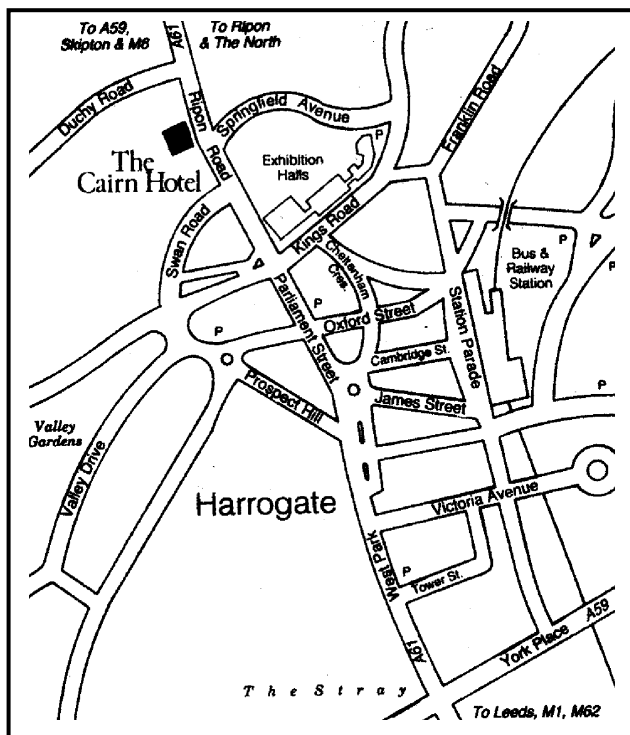 To A59,
Skipton & M6
A61
To Ripon
& The North
Duchy Road
Ripon Road
Springfield Avenue
P
Franklin Road
The
Cairn Hotel
Exhibition
Halls
Kings Road
Swan Road
Cheltenham
Cres.
Bus &
Railway
Station
P
P
P
Parliament Street
P
Oxford Street
Station Parade
P
Cambridge St.
Prospect Hill
James Street
P
Valley
Gardens
Valley Drive
Harrogate
Victoria Avenue
West Park
P
Tower St.
A61
York Place
A59
The Stray
To Leeds, M1, M62